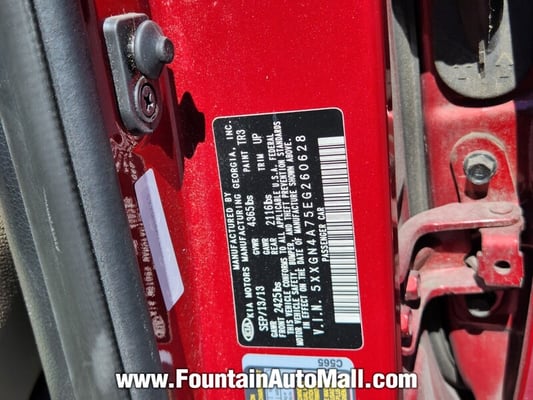 KIA
MANUFACTURED BY
KIA MOTORS MANUFACTURING GEORGIA, INC.
SEP/13/13 GVWR 4365lbs PAINT TR3
GAWR FRONT 2425lbs GAWR REAR 2116lbs TRIM UP
THIS VEHICLE CONFORMS TO ALL APPLICABLE U.S.A. FEDERAL
MOTOR VEHICLE SAFETY, BUMPER, AND THEFT PREVENTION STANDARDS
IN EFFECT ON THE DATE OF MANUFACTURE SHOWN ABOVE.
V.I.N. 5XXGN4A75EG260628
PASSENGER CAR
C565
www.FountainAutoMall.com